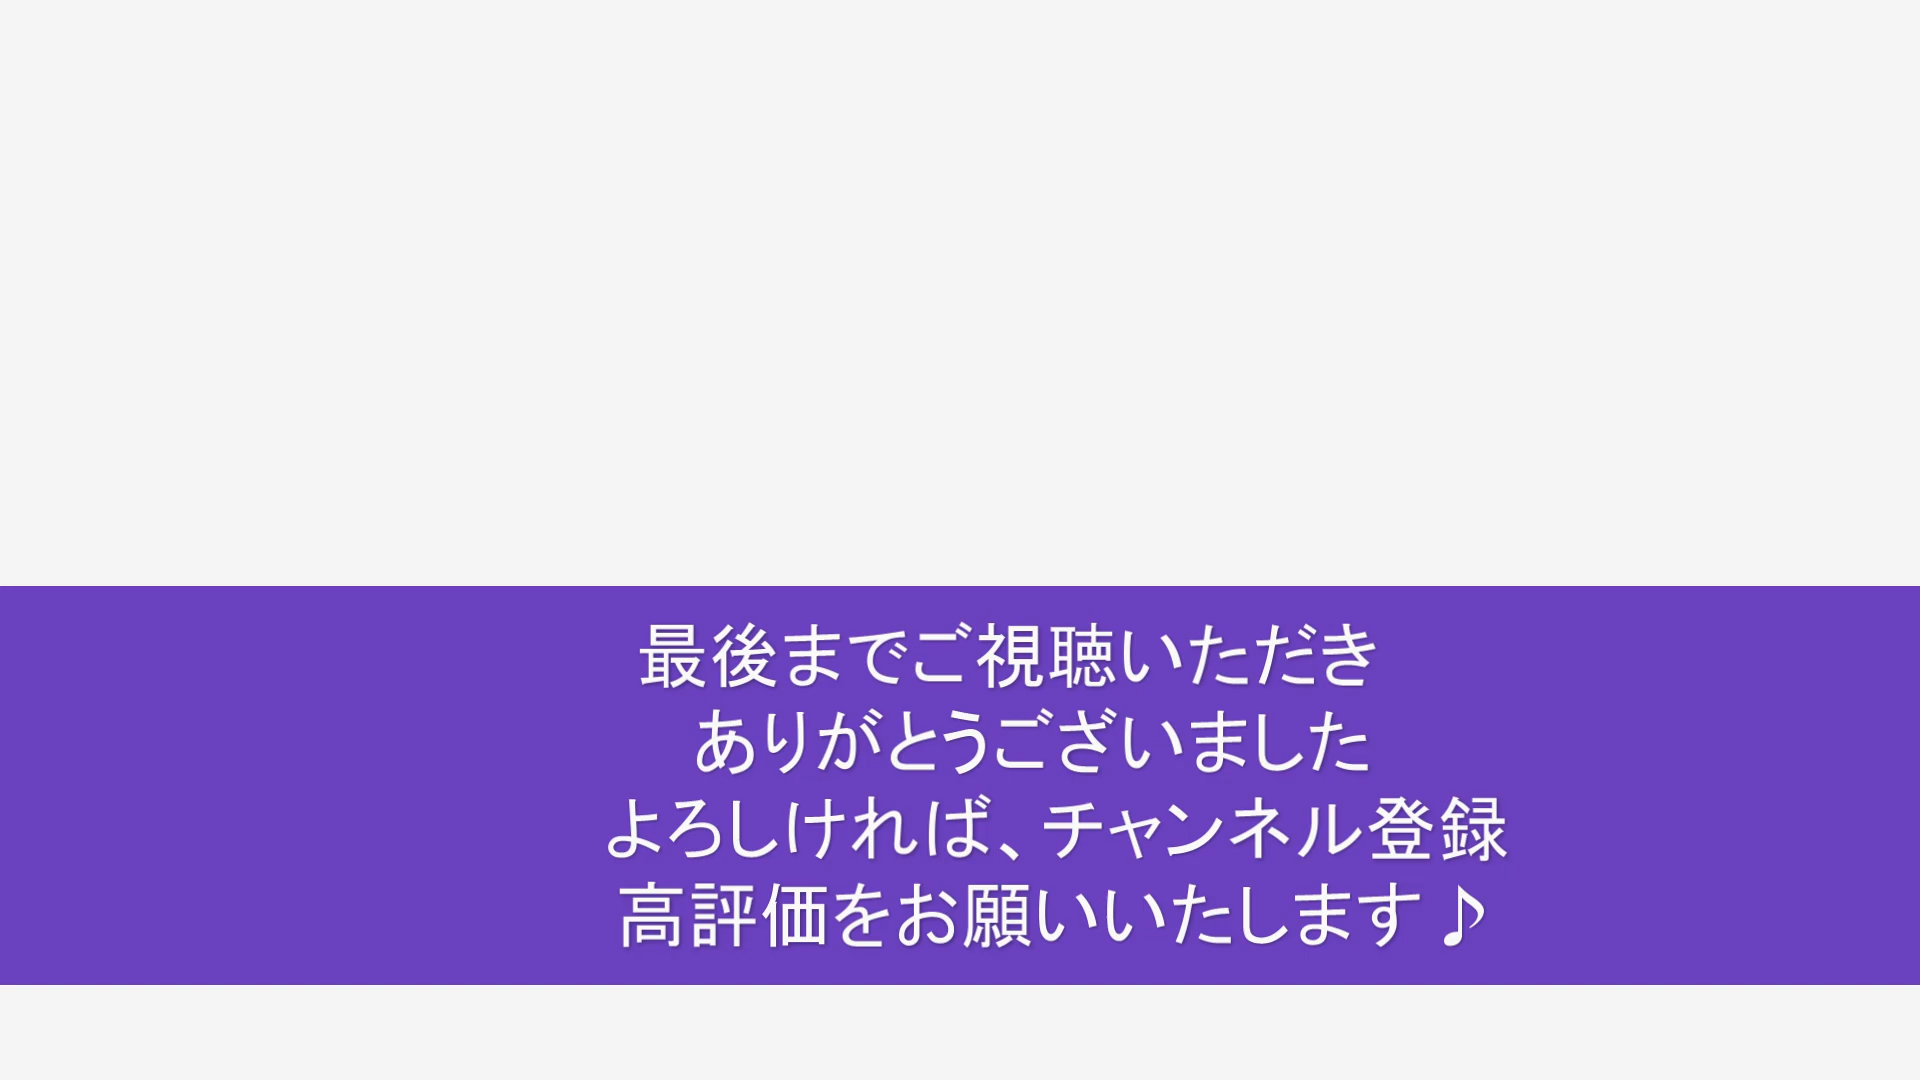 最後までご視聴いただき
ありがとうございました
よろしければ、チャンネル登録
高評価をお願いいたします♪